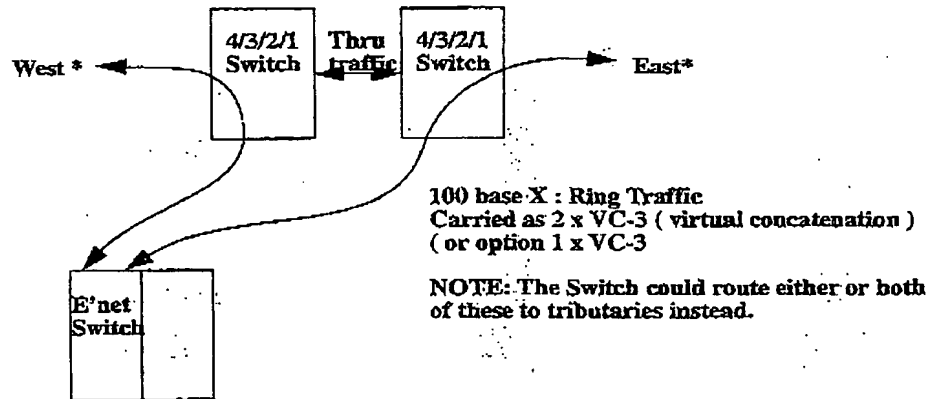 4/3/2/1
Switch
Thru
traffic
4/3/2/1
Switch
West *
East*
100 base X : Ring Traffic
Carried as 2 x VC-3 ( virtual concatenation )
( or option 1 x VC-3
NOTE: The Switch could route either or both
of these to tributaries instead.
E'net
Switch